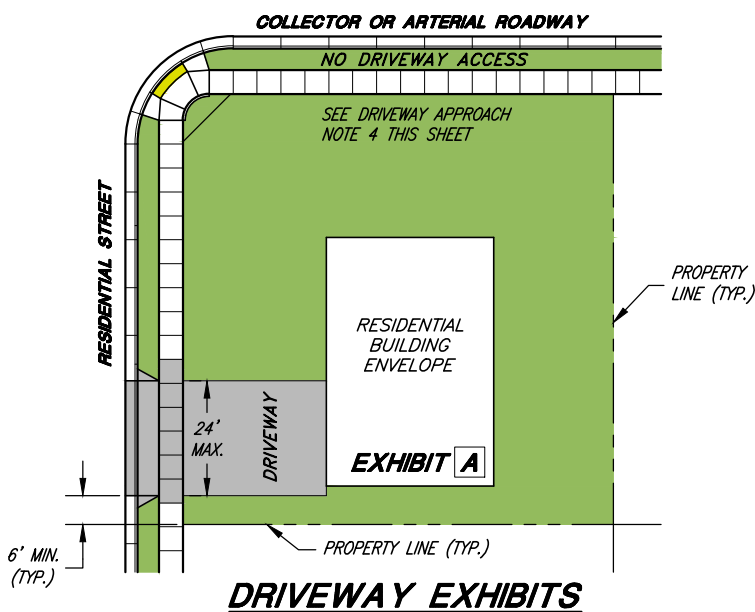 COLLECTOR OR ARTERIAL ROADWAY
NO DRIVEWAY ACCESS
SEE DRIVEWAY APPROACH
NOTE 4 THIS SHEET
RESIDENTIAL STREET
PROPERTY
LINE (TYP.)
RESIDENTIAL
BUILDING
ENVELOPE
24'
MAX.
DRIVEWAY
EXHIBIT A
6' MIN.
(TYP.)
PROPERTY LINE (TYP.)
DRIVEWAY EXHIBITS